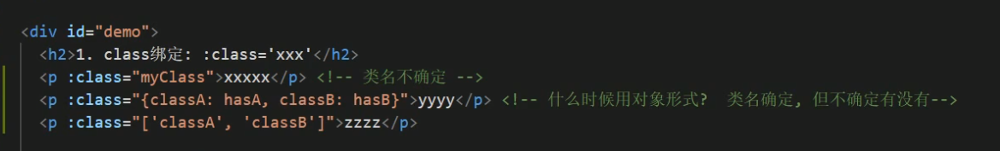 <div id="demo">
<h2>1. class绑定: :class='xxx'</h2>
<p :class="myClass">xxxxx</p> <!-- 类名不确定 -->
<p :class="{classA: hasA, classB: hasB}">yyyy</p> <!-- 什么时候用对象形式? 类名确定, 但不确定有没有-->
<p :class="['classA', 'classB']">zzzz</p>